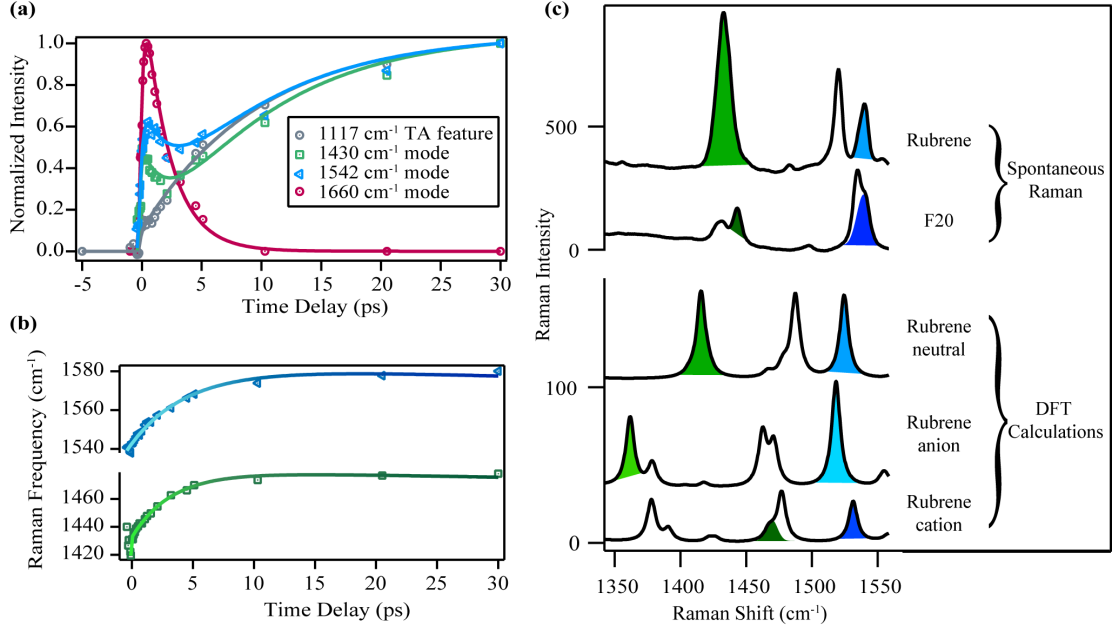 (a)
1.0
0.8
0.6
0.4
0.2
0.0
Normalized Intensity
1117 cm⁻¹ TA feature
1430 cm⁻¹ mode
1542 cm⁻¹ mode
1660 cm⁻¹ mode
-5
0
5
10
15
20
25
30
Time Delay (ps)
(b)
1580
1560
1540
1460
1440
1420
Raman Frequency (cm⁻¹)
0
5
10
15
20
25
30
Time Delay (ps)
(c)
500
0
100
0
Raman Intensity
Rubrene
F20
Spontaneous
Raman
Rubrene
neutral
Rubrene
anion
Rubrene
cation
DFT
Calculations
1350
1400
1450
1500
1550
Raman Shift (cm⁻¹)